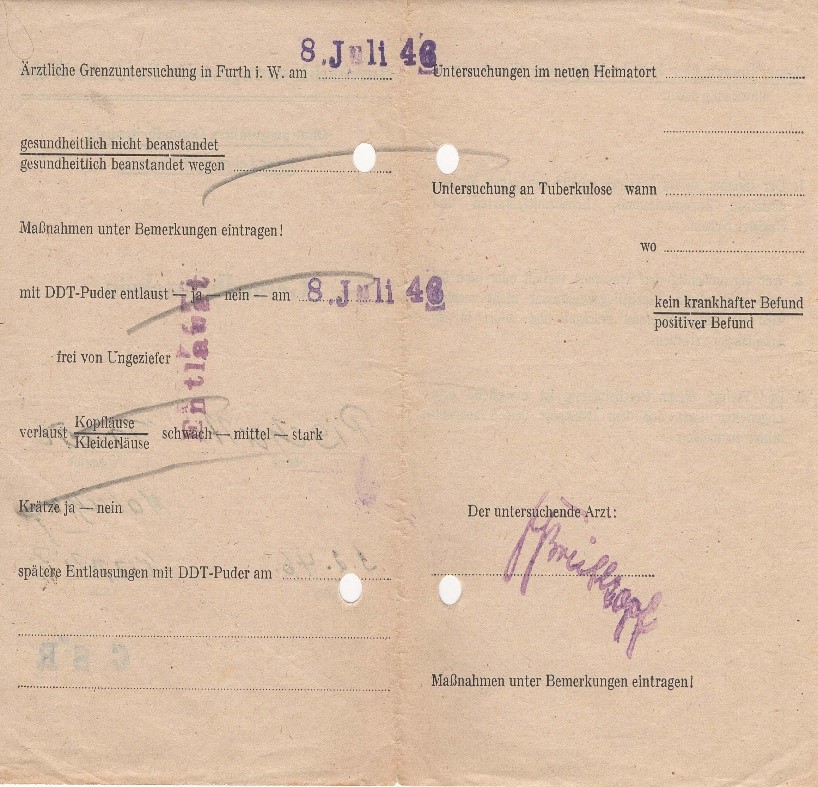 Ärztliche Grenzuntersuchung in Furth i. W. am 8. Juli 46
gesundheitlich nicht beanstandet
gesundheitlich beanstandet wegen
Maßnahmen unter Bemerkungen eintragen!
mit DDT-Puder entlaust — ja — nein — am 8. Juli 46
Entlaust
frei von Ungeziefer
verlaust Kopfläuse
Kleiderläuse schwach — mittel — stark
Krätze ja — nein
spätere Entlausungen mit DDT-Puder am
Untersuchungen im neuen Heimatort
Untersuchung an Tuberkulose wann
wo
kein krankhafter Befund
positiver Befund
Der untersuchende Arzt:
Maßnahmen unter Bemerkungen eintragen!